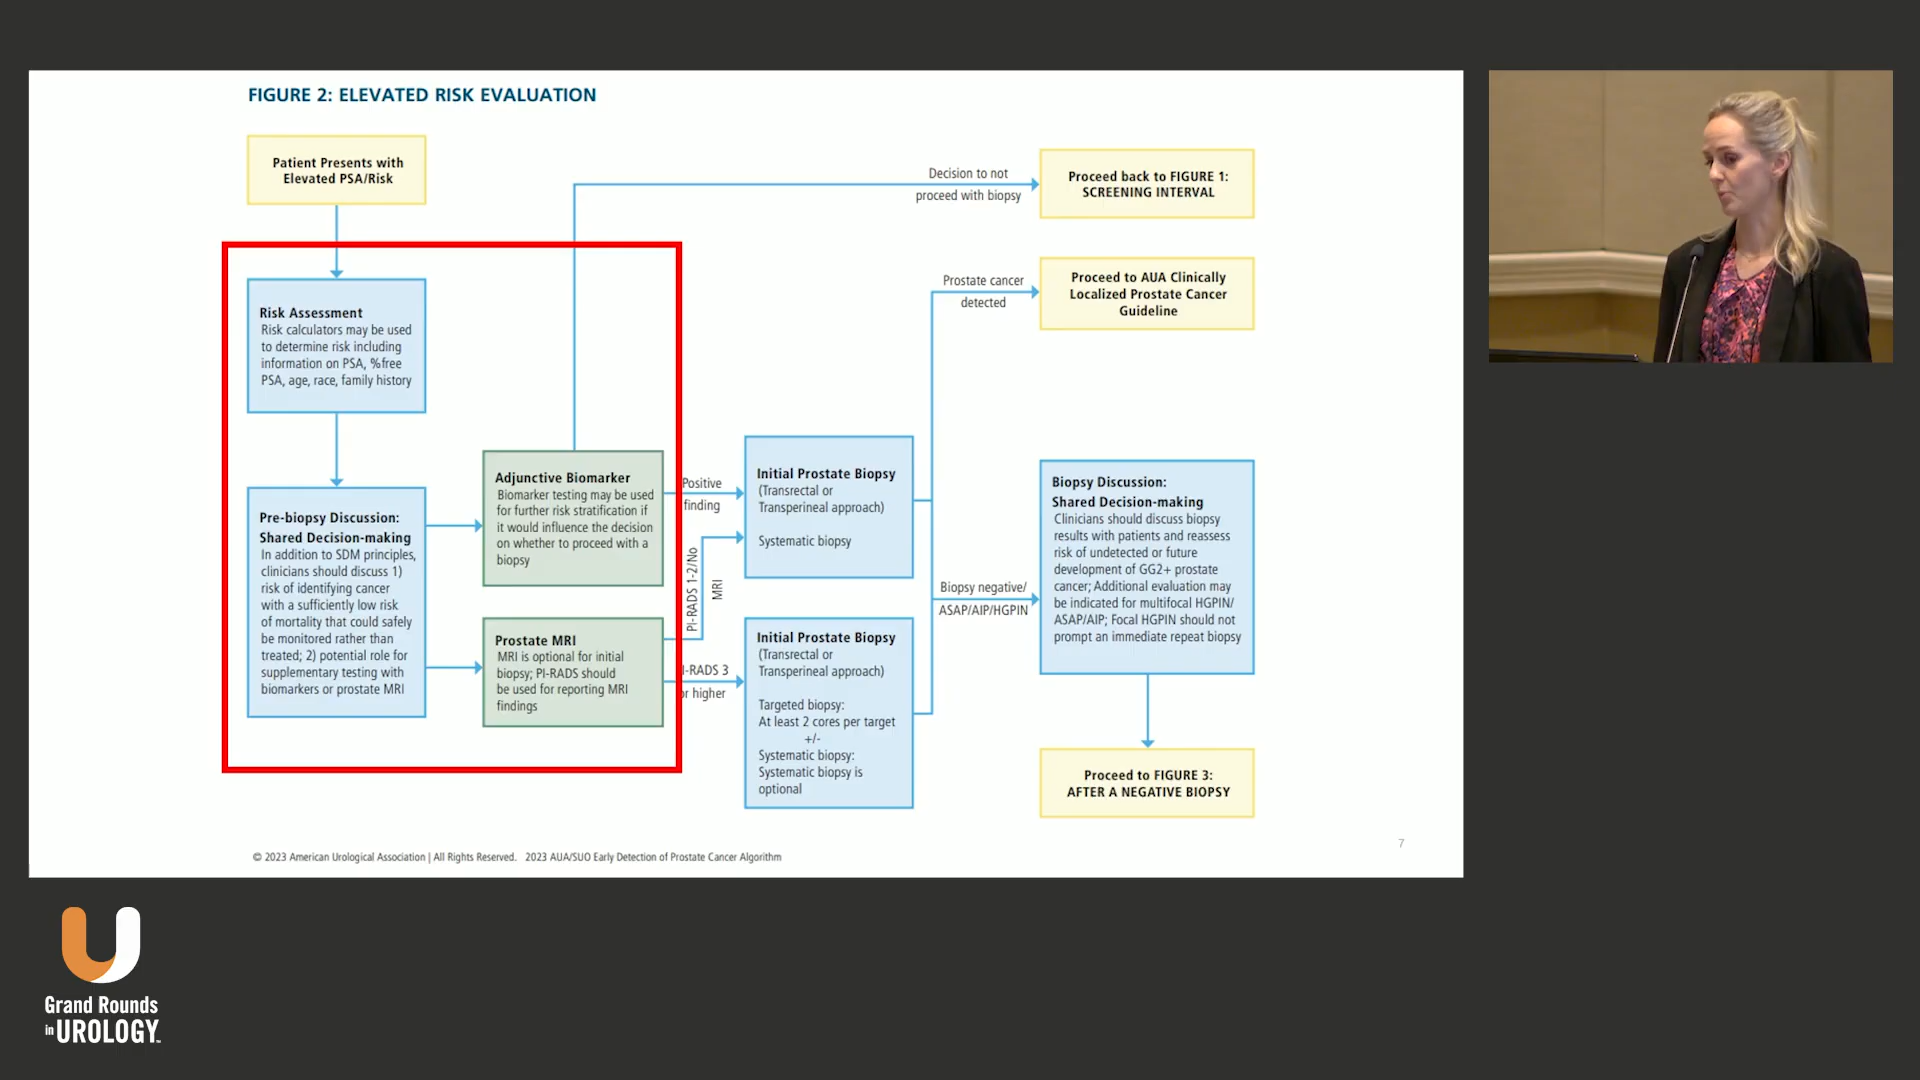 FIGURE 2: ELEVATED RISK EVALUATION
Patient Presents with
Elevated PSA/Risk
Risk Assessment
Risk calculators may be used
to determine risk including
information on PSA, %free
PSA, age, race, family history
Pre-biopsy Discussion:
Shared Decision-making
In addition to SDM principles,
clinicians should discuss 1)
risk of identifying cancer
with a sufficiently low risk
of mortality that could safely
be monitored rather than
treated; 2) potential role for
supplementary testing with
biomarkers or prostate MRI
Adjunctive Biomarker
Biomarker testing may be used
for further risk stratification if
it would influence the decision
on whether to proceed with a
biopsy
Prostate MRI
MRI is optional for initial
biopsy; PI-RADS should
be used for reporting MRI
findings
Positive
finding
PI-RADS 1-2/No
MRI
I-RADS 3
or higher
Initial Prostate Biopsy
(Transrectal or
Transperineal approach)
Systematic biopsy
Initial Prostate Biopsy
(Transrectal or
Transperineal approach)
Targeted biopsy:
At least 2 cores per target
+/-
Systematic biopsy:
Systematic biopsy is
optional
Decision to not
proceed with biopsy
Proceed back to FIGURE 1:
SCREENING INTERVAL
Prostate cancer
detected
Proceed to AUA Clinically
Localized Prostate Cancer
Guideline
Biopsy negative/
ASAP/AIP/HGPIN
Biopsy Discussion:
Shared Decision-making
Clinicians should discuss biopsy
results with patients and reassess
risk of undetected or future
development of GG2+ prostate
cancer; Additional evaluation may
be indicated for multifocal HGPIN/
ASAP/AIP; Focal HGPIN should not
prompt an immediate repeat biopsy
Proceed to FIGURE 3:
AFTER A NEGATIVE BIOPSY
7
© 2023 American Urological Association | All Rights Reserved. 2023 AUA/SUO Early Detection of Prostate Cancer Algorithm
Grand Rounds
in UROLOGY™